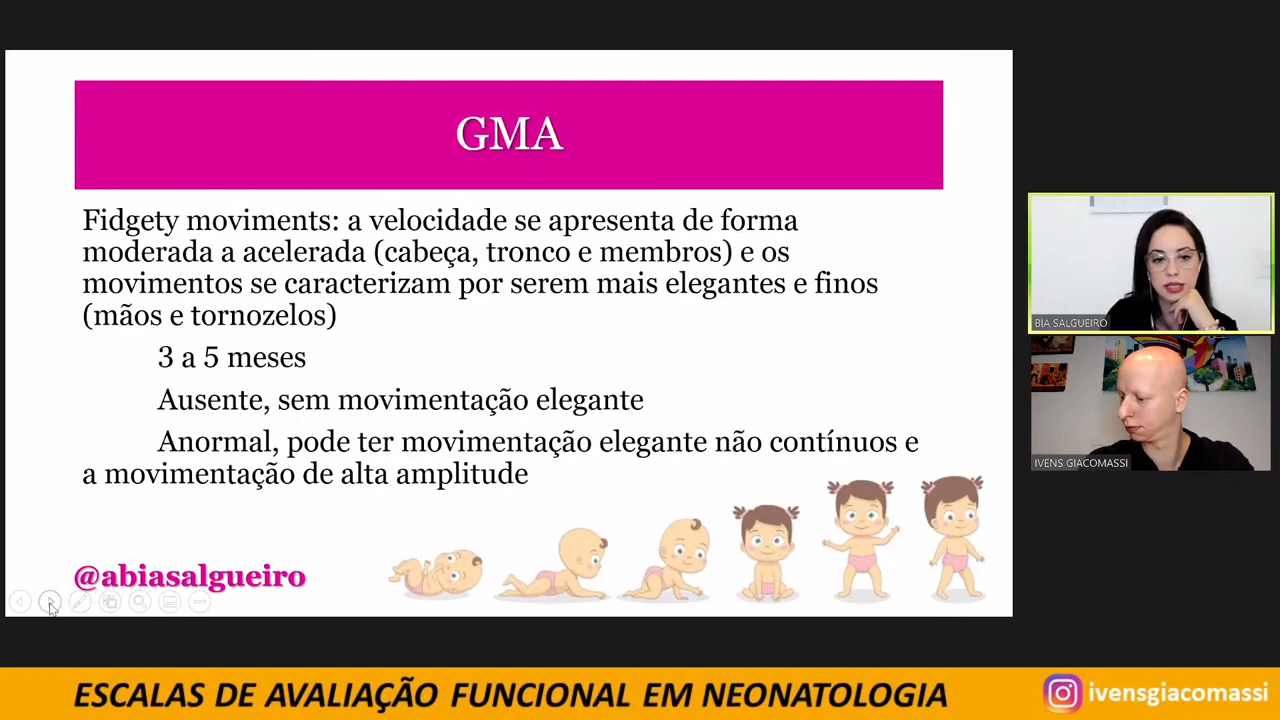 GMA
Fidgety moviments: a velocidade se apresenta de forma
moderada a acelerada (cabeça, tronco e membros) e os
movimentos se caracterizam por serem mais elegantes e finos
(mãos e tornozelos)
3 a 5 meses
Ausente, sem movimentação elegante
Anormal, pode ter movimentação elegante não contínuos e
a movimentação de alta amplitude
@abiasalgueiro
BIA SALGUEIRO
IVENS GIACOMASSI
ESCALAS DE AVALIAÇÃO FUNCIONAL EM NEONATOLOGIA
ivensgiacomassi